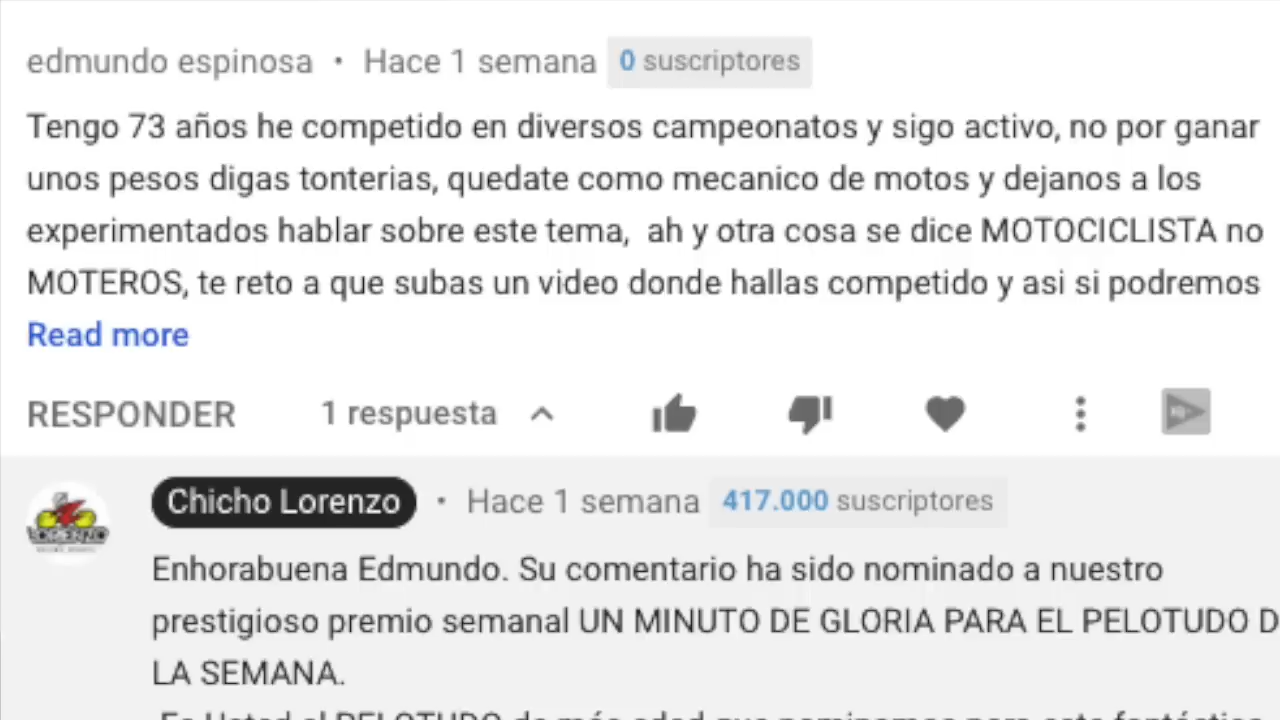 edmundo espinosa • Hace 1 semana 0 suscriptores
Tengo 73 años he competido en diversos campeonatos y sigo activo, no por ganar
unos pesos digas tonterias, quedate como mecanico de motos y dejanos a los
experimentados hablar sobre este tema, ah y otra cosa se dice MOTOCICLISTA no
MOTEROS, te reto a que subas un video donde hallas competido y asi si podremos
Read more
RESPONDER 1 respuesta
Chicho Lorenzo • Hace 1 semana 417.000 suscriptores
Enhorabuena Edmundo. Su comentario ha sido nominado a nuestro
prestigioso premio semanal UN MINUTO DE GLORIA PARA EL PELOTUDO D
LA SEMANA.